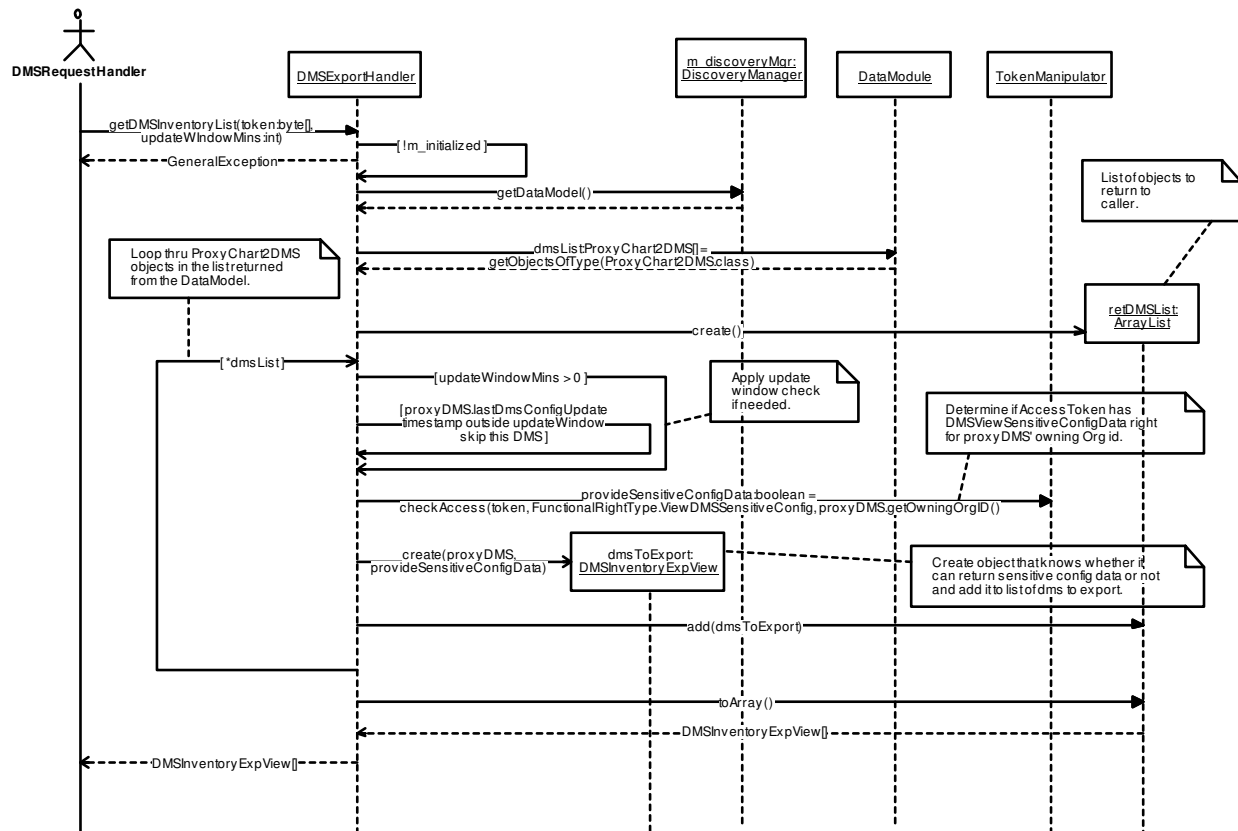 DMSRequestHandler
DMSExportHandler
m_discoveryMgr:
DiscoveryManager
DataModule
TokenManipulator
getDMSInventoryList(token:byte[],
updateWIndowMins:int)
[ !m_initialized ]
GeneralException
getDataModel()
List of objects to
return to
caller.
Loop thru ProxyChart2DMS
objects in the list returned
from the DataModel.
dmsList:ProxyChart2DMS[]=
getObjectsOfType(ProxyChart2DMS.class)
retDMSList:
ArrayList
create()
[ *dmsList ]
[updateWindowMins > 0 ]
Apply update
window check
if needed.
[proxyDMS.lastDmsConfigUpdate
timestamp outside updateWindow
skip this DMS ]
Determine if AccessToken has
DMSViewSensitiveConfigData right
for proxyDMS' owning Org id.
provideSensitiveConfigData:boolean =
checkAccess(token, FunctionalRightType.ViewDMSSensitiveConfig, proxyDMS.getOwningOrgID()
create(proxyDMS,
provideSensitiveConfigData)
dmsToExport:
DMSInventoryExpView
Create object that knows whether it
can return sensitive config data or not
and add it to list of dms to export.
add(dmsToExport)
toArray()
DMSInventoryExpView[]
DMSInventoryExpView[]